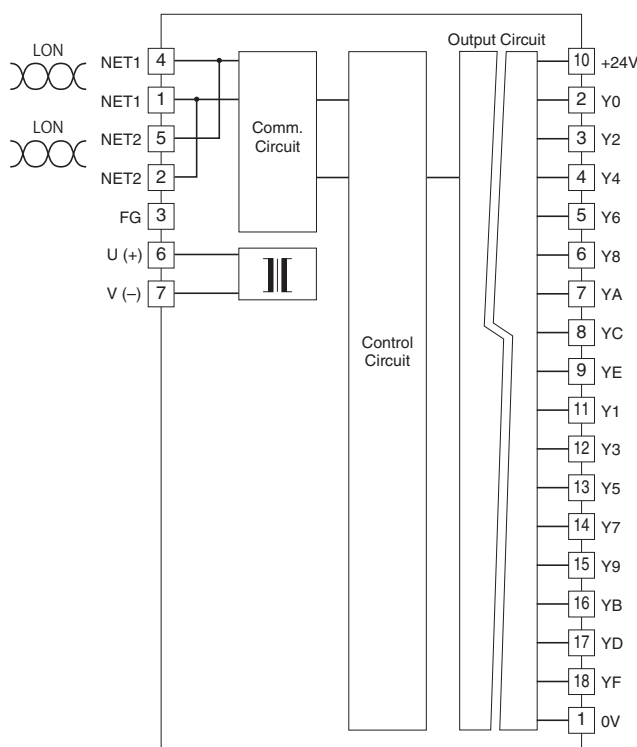 LON
NET1 4
NET1 1
LON
NET2 5
NET2 2
FG 3
U (+) 6
V (–) 7
Comm.
Circuit
Control
Circuit
Output Circuit
10 +24V
2 Y0
3 Y2
4 Y4
5 Y6
6 Y8
7 YA
8 YC
9 YE
11 Y1
12 Y3
13 Y5
14 Y7
15 Y9
16 YB
17 YD
18 YF
1 0V